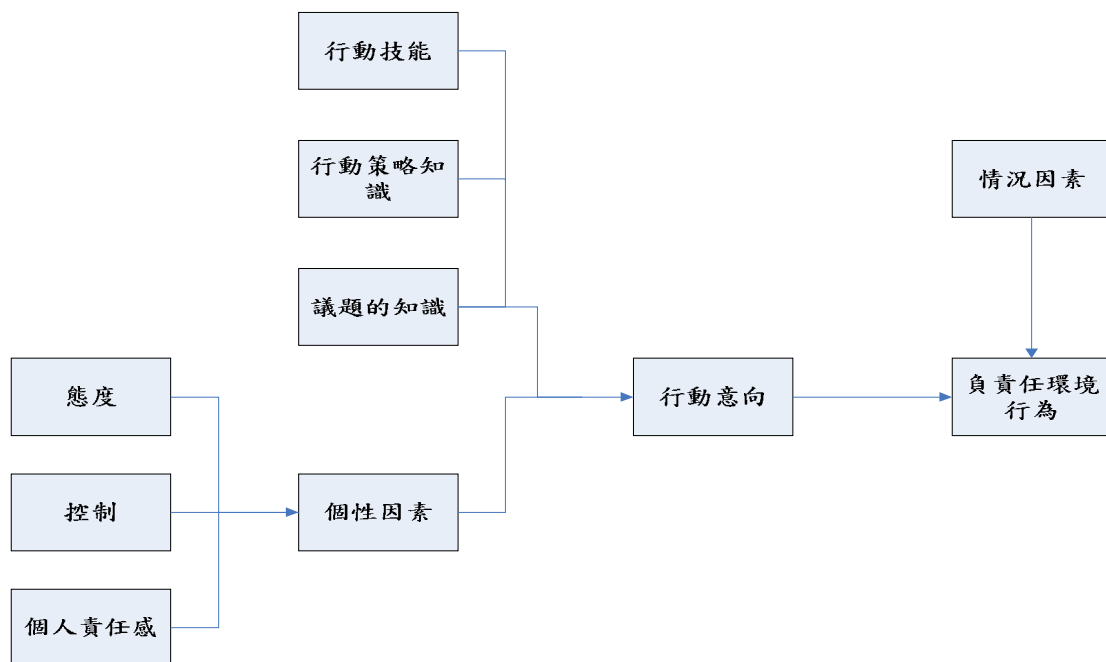 行動技能
行動策略知
識
情況因素
議題的知識
態度
行動意向
負責任環境
行為
控制
個性因素
個人責任感